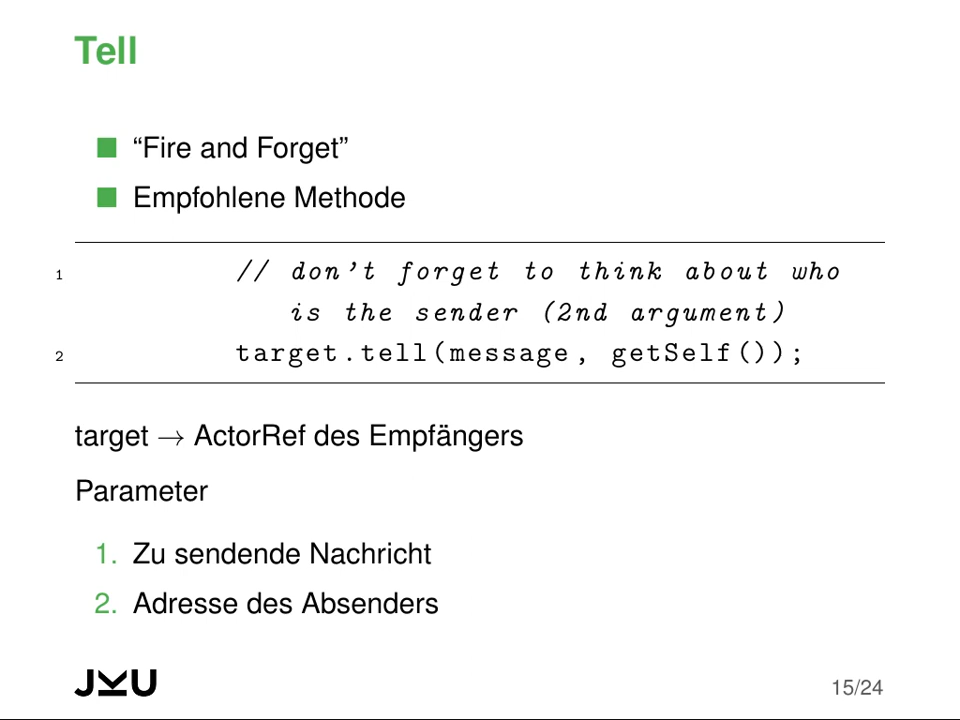 Tell
“Fire and Forget”
Empfohlene Methode
1 // don't forget to think about who
is the sender (2nd argument)
2 target.tell(message, getSelf());
target → ActorRef des Empfängers
Parameter
1. Zu sendende Nachricht
2. Adresse des Absenders
JKU
15/24